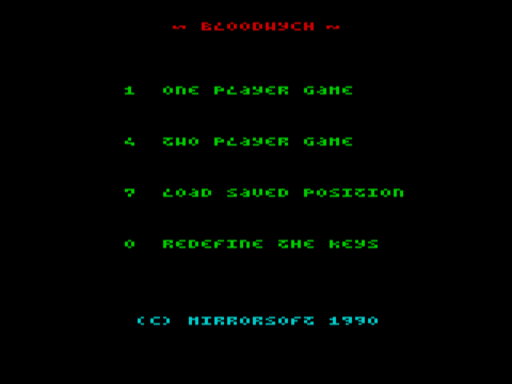 ~ BLOODWYCH ~
1 ONE PLAYER GAME
4 TWO PLAYER GAME
7 LOAD SAVED POSITION
0 REDEFINE THE KEYS
(C) MIRRORSOFT 1990